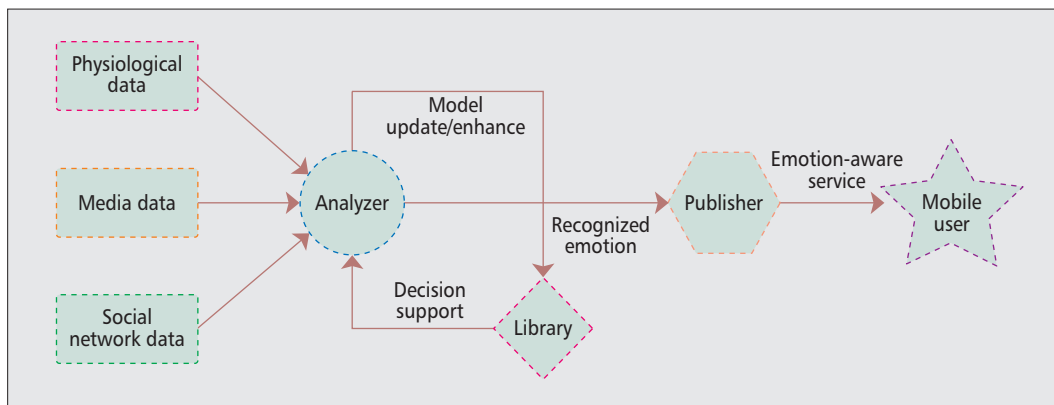 Physiological
data
Media data
Social
network data
Analyzer
Model
update/enhance
Decision
support
Library
Recognized
emotion
Publisher
Emotion-aware
service
Mobile
user